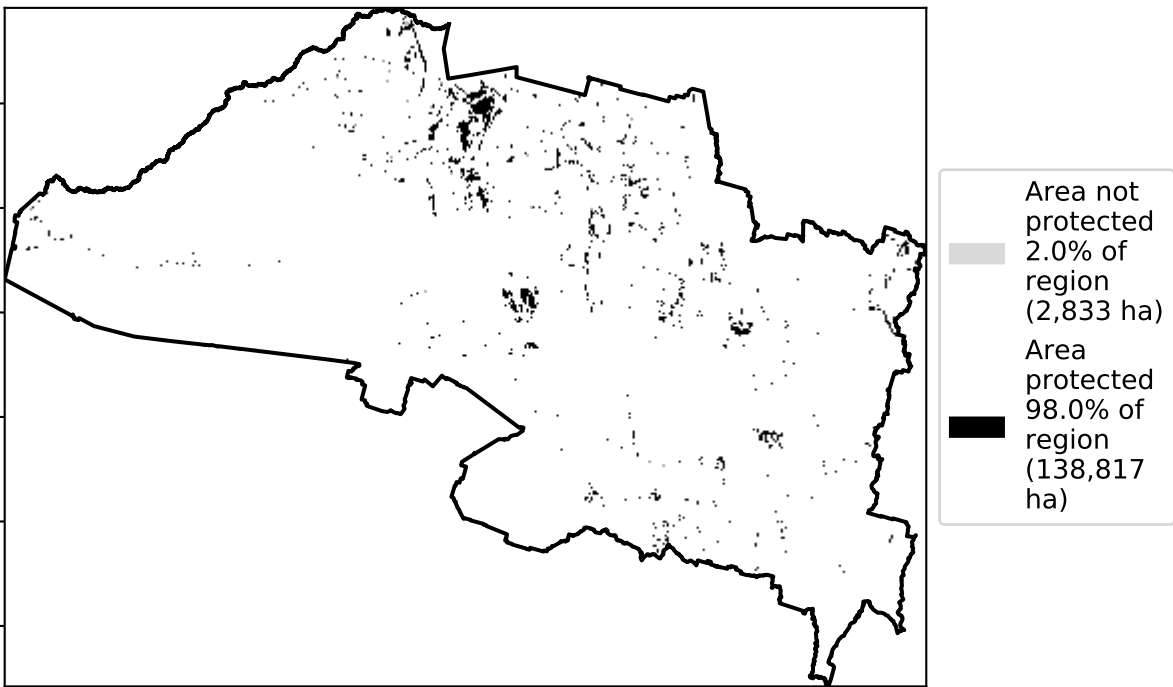 Area not
protected
2.0% of
region
(2,833 ha)
Area
protected
98.0% of
region
(138,817
ha)